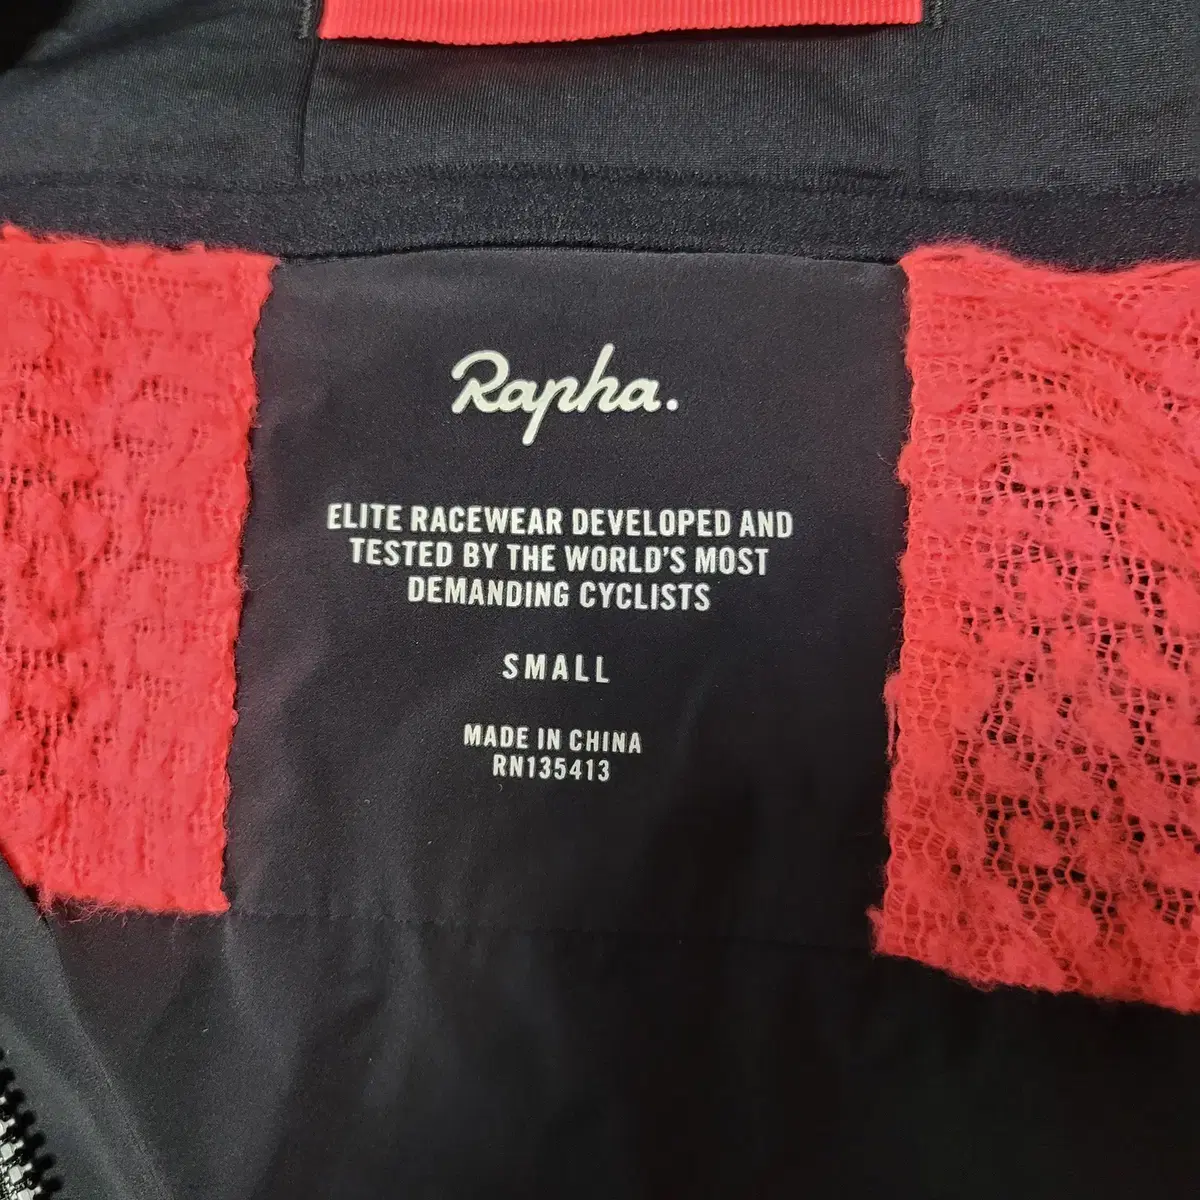 Rapha.
ELITE RACEWEAR DEVELOPED AND
TESTED BY THE WORLD'S MOST
DEMANDING CYCLISTS
SMALL
MADE IN CHINA
RN135413